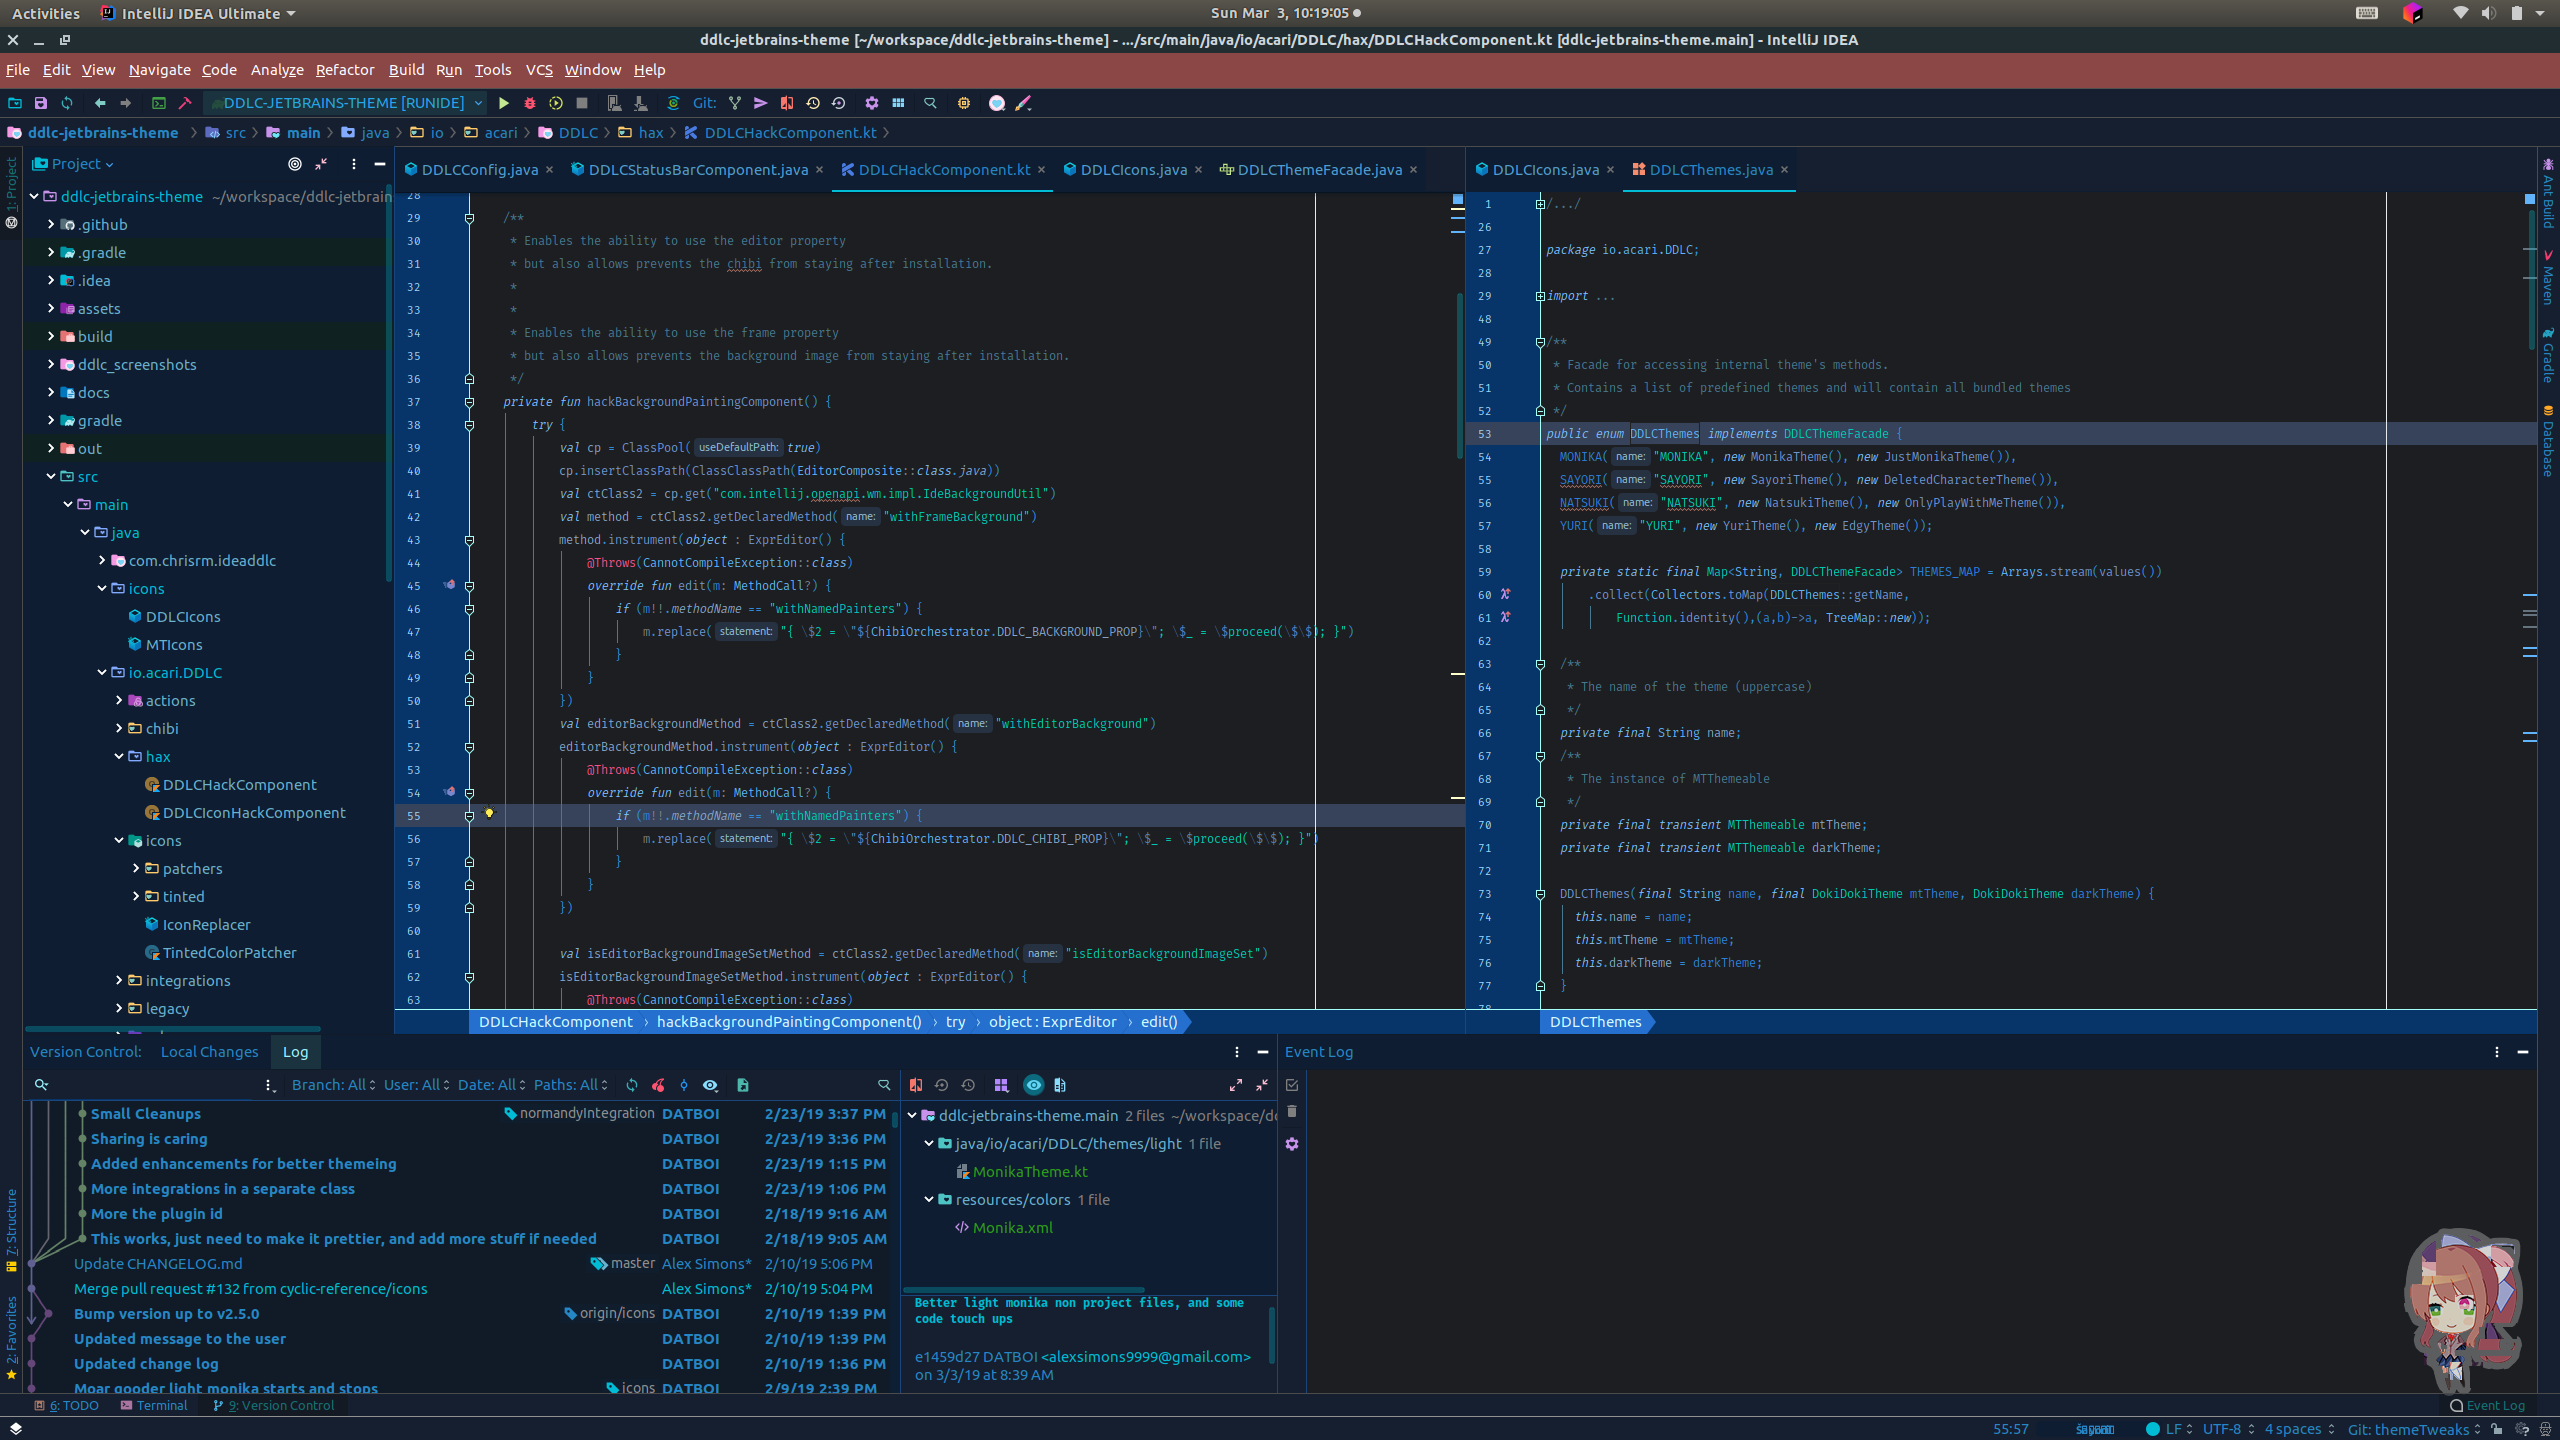 Activities IntelliJ IDEA Ultimate Sun Mar 3, 10:19:05
ddlc-jetbrains-theme [~/workspace/ddlc-jetbrains-theme] - .../src/main/java/io/acari/DDLC/hax/DDLCHackComponent.kt [ddlc-jetbrains-theme.main] - IntelliJ IDEA
File Edit View Navigate Code Analyze Refactor Build Run Tools VCS Window Help
DDLC-JETBRAINS-THEME [RUNIDE] Git:
ddlc-jetbrains-theme src main java io acari DDLC hax DDLCHackComponent.kt
1: Project
7: Structure
2: Favorites
Project
ddlc-jetbrains-theme ~/workspace/ddlc-jetbrain
.github
.gradle
.idea
assets
build
ddlc_screenshots
docs
gradle
out
src
main
java
com.chrisrm.ideaddlc
icons
DDLCIcons
MTIcons
io.acari.DDLC
actions
chibi
hax
DDLCHackComponent
DDLCIconHackComponent
icons
patchers
tinted
IconReplacer
TintedColorPatcher
integrations
legacy
DDLCConfig.java × DDLCStatusBarComponent.java × DDLCHackComponent.kt × DDLCIcons.java × DDLCThemeFacade.java ×
28
29 /**
30 * Enables the ability to use the editor property
31 * but also allows prevents the chibi from staying after installation.
32 *
33 *
34 * Enables the ability to use the frame property
35 * but also allows prevents the background image from staying after installation.
36 */
37 private fun hackBackgroundPaintingComponent() {
38 try {
39 val cp = ClassPool( useDefaultPath: true)
40 cp.insertClassPath(ClassClassPath(EditorComposite::class.java))
41 val ctClass2 = cp.get("com.intellij.openapi.wm.impl.IdeBackgroundUtil")
42 val method = ctClass2.getDeclaredMethod( name: "withFrameBackground")
43 method.instrument(object : ExprEditor() {
44 @Throws(CannotCompileException::class)
45 override fun edit(m: MethodCall?) {
46 if (m!!.methodName == "withNamedPainters") {
47 m.replace( statement: "{ \$2 = \"${ChibiOrchestrator.DDLC_BACKGROUND_PROP}\"; \$_ = \$proceed(\$\$); }")
48 }
49 }
50 })
51 val editorBackgroundMethod = ctClass2.getDeclaredMethod( name: "withEditorBackground")
52 editorBackgroundMethod.instrument(object : ExprEditor() {
53 @Throws(CannotCompileException::class)
54 override fun edit(m: MethodCall?) {
55 if (m!!.methodName == "withNamedPainters") {
56 m.replace( statement: "{ \$2 = \"${ChibiOrchestrator.DDLC_CHIBI_PROP}\"; \$_ = \$proceed(\$\$); }")
57 }
58 }
59 })
60
61 val isEditorBackgroundImageSetMethod = ctClass2.getDeclaredMethod( name: "isEditorBackgroundImageSet")
62 isEditorBackgroundImageSetMethod.instrument(object : ExprEditor() {
63 @Throws(CannotCompileException::class)
DDLCHackComponent › hackBackgroundPaintingComponent() › try › object : ExprEditor › edit()
DDLCIcons.java × DDLCThemes.java ×
1 /.../
26
27 package io.acari.DDLC;
28
29 import ...
48
49 /**
50 * Facade for accessing internal theme's methods.
51 * Contains a list of predefined themes and will contain all bundled themes
52 */
53 public enum DDLCThemes implements DDLCThemeFacade {
54 MONIKA( name: "MONIKA", new MonikaTheme(), new JustMonikaTheme()),
55 SAYORI( name: "SAYORI", new SayoriTheme(), new DeletedCharacterTheme()),
56 NATSUKI( name: "NATSUKI", new NatsukiTheme(), new OnlyPlayWithMeTheme()),
57 YURI( name: "YURI", new YuriTheme(), new EdgyTheme());
58
59 private static final Map<String, DDLCThemeFacade> THEMES_MAP = Arrays.stream(values())
60 .collect(Collectors.toMap(DDLCThemes::getName,
61 Function.identity(),(a,b)->a, TreeMap::new));
62
63 /**
64 * The name of the theme (uppercase)
65 */
66 private final String name;
67 /**
68 * The instance of MTThemeable
69 */
70 private final transient MTThemeable mtTheme;
71 private final transient MTThemeable darkTheme;
72
73 DDLCThemes(final String name, final DokiDokiTheme mtTheme, DokiDokiTheme darkTheme) {
74 this.name = name;
75 this.mtTheme = mtTheme;
76 this.darkTheme = darkTheme;
77 }
78
DDLCThemes
Ant Build
Maven
Gradle
Database
Version Control: Local Changes Log
Branch: All User: All Date: All Paths: All
Small Cleanups normandyIntegration DATBOI 2/23/19 3:37 PM
Sharing is caring DATBOI 2/23/19 3:36 PM
Added enhancements for better themeing DATBOI 2/23/19 1:15 PM
More integrations in a separate class DATBOI 2/23/19 1:06 PM
More the plugin id DATBOI 2/18/19 9:16 AM
This works, just need to make it prettier, and add more stuff if needed DATBOI 2/18/19 9:05 AM
Update CHANGELOG.md master Alex Simons* 2/10/19 5:06 PM
Merge pull request #132 from cyclic-reference/icons Alex Simons* 2/10/19 5:04 PM
Bump version up to v2.5.0 origin/icons DATBOI 2/10/19 1:39 PM
Updated message to the user DATBOI 2/10/19 1:39 PM
Updated change log DATBOI 2/10/19 1:36 PM
Moar gooder light monika starts and stops icons DATBOI 2/9/19 2:39 PM
ddlc-jetbrains-theme.main 2 files ~/workspace/dd
java/io/acari/DDLC/themes/light 1 file
MonikaTheme.kt
resources/colors 1 file
Monika.xml
Better light monika non project files, and some
code touch ups
e1459d27 DATBOI <alexsimons9999@gmail.com>
on 3/3/19 at 8:39 AM
Event Log
6: TODO Terminal 9: Version Control Event Log
55:57 LF UTF-8 4 spaces Git: themeTweaks